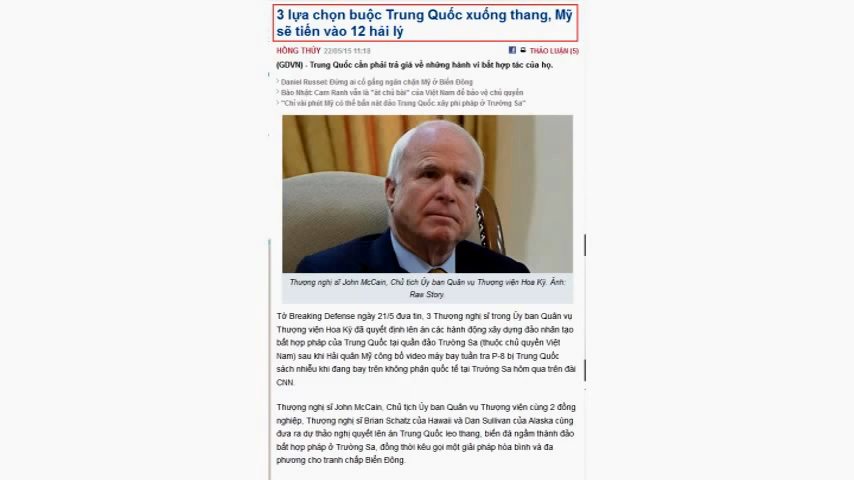 3 lựa chọn buộc Trung Quốc xuống thang, Mỹ
sẽ tiến vào 12 hải lý
HỒNG THỦY 22/05/15 11:18
THẢO LUẬN (5)
(GDVN) - Trung Quốc cần phải trả giá về những hành vi bất hợp tác của họ.
Daniel Russel: Đừng ai cố gắng ngăn chặn Mỹ ở Biển Đông
Báo Nhật: Cam Ranh vẫn là "át chủ bài" của Việt Nam để bảo vệ chủ quyền
"Chỉ vài phút Mỹ có thể bắn nát đảo Trung Quốc xây phi pháp ở Trường Sa"
Thượng nghị sĩ John McCain, Chủ tịch Ủy ban Quân vụ Thượng viện Hoa Kỳ. Ảnh:
Raw Story.
Tờ Breaking Defense ngày 21/5 đưa tin, 3 Thượng nghị sĩ trong Ủy ban Quân vụ
Thượng viện Hoa Kỳ đã quyết định lên án các hành động xây dựng đảo nhân tạo
bất hợp pháp của Trung Quốc tại quần đảo Trường Sa (thuộc chủ quyền Việt
Nam) sau khi Hải quân Mỹ công bố video máy bay tuần tra P-8 bị Trung Quốc
sách nhiễu khi đang bay trên không phận quốc tế tại Trường Sa hôm qua trên đài
CNN.
Thượng nghị sĩ John McCain, Chủ tịch Ủy ban Quân vụ Thượng viện cùng 2 đồng
nghiệp, Thượng nghị sĩ Brian Schatz của Hawaii và Dan Sullivan của Alaska cũng
đưa ra dự thảo nghị quyết lên án Trung Quốc leo thang, biến đá ngầm thành đảo
bất hợp pháp ở Trường Sa, đồng thời kêu gọi một giải pháp hòa bình và đa
phương cho tranh chấp Biển Đông.